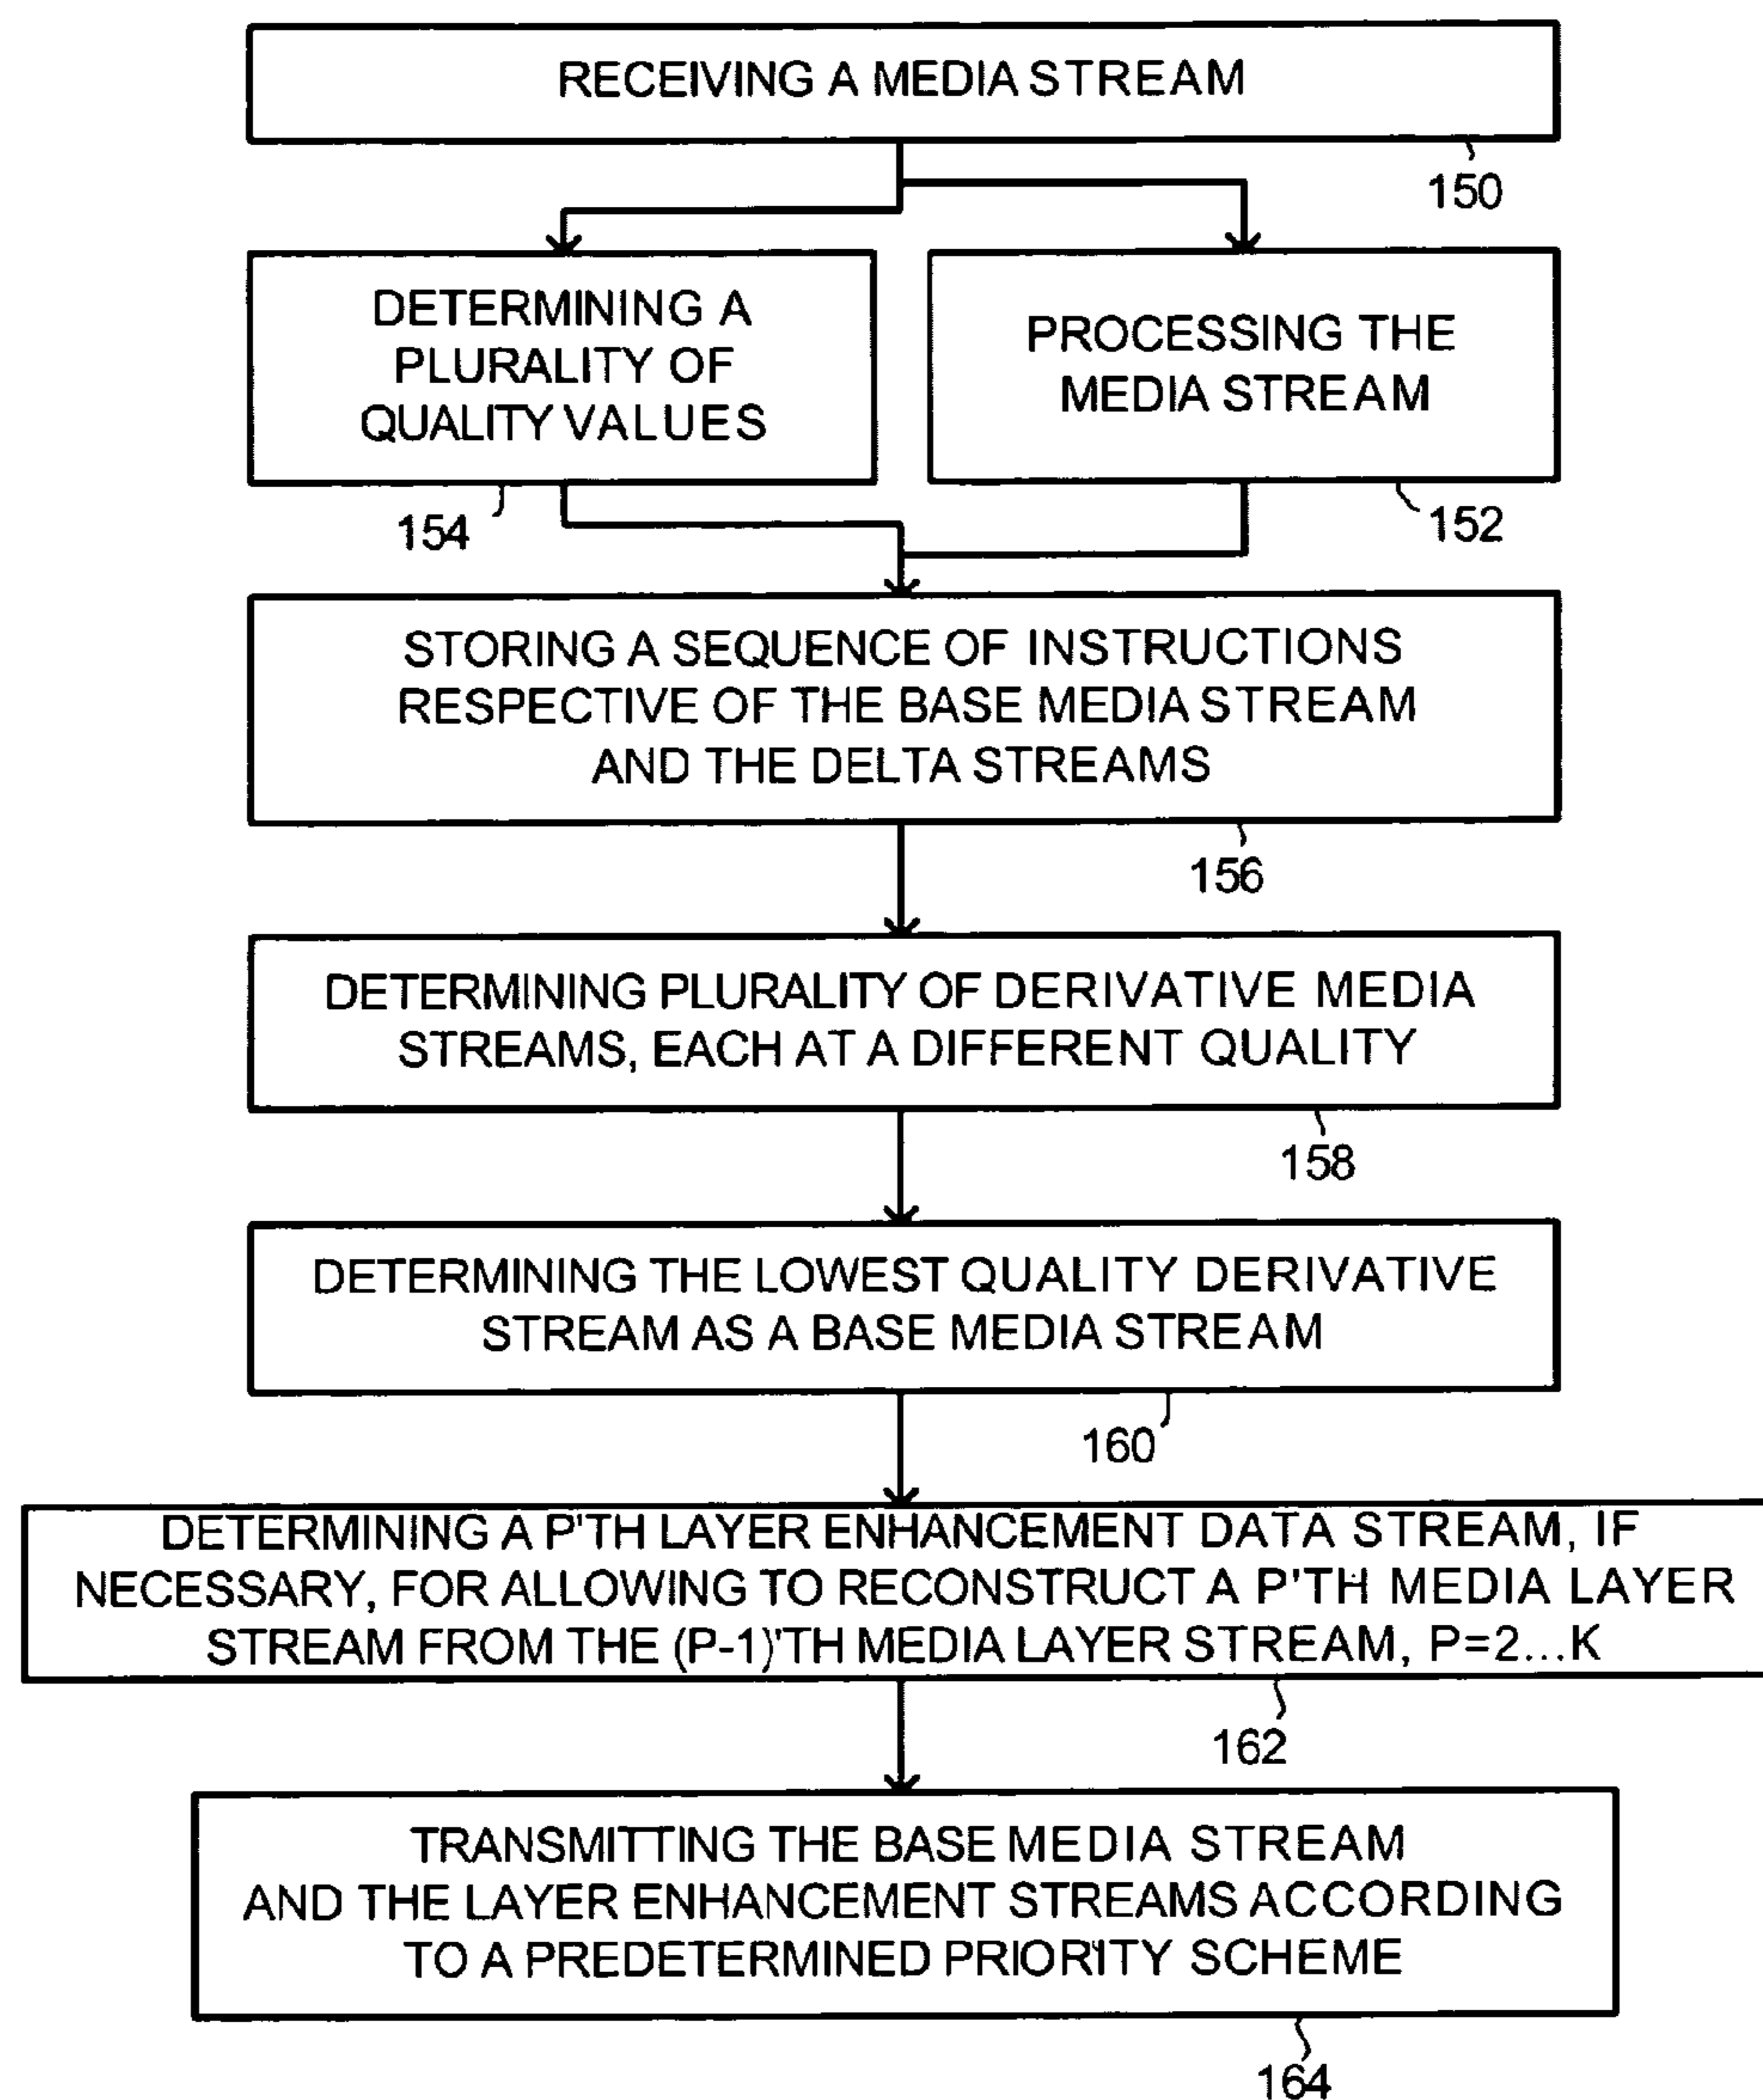 RECEIVING A MEDIA STREAM
150
DETERMINING A
PLURALITY OF
QUALITY VALUES
154
PROCESSING THE
MEDIA STREAM
152
STORING A SEQUENCE OF INSTRUCTIONS
RESPECTIVE OF THE BASE MEDIA STREAM
AND THE DELTA STREAMS
156
DETERMINING PLURALITY OF DERIVATIVE MEDIA
STREAMS, EACH AT A DIFFERENT QUALITY
158
DETERMINING THE LOWEST QUALITY DERIVATIVE
STREAM AS A BASE MEDIA STREAM
160
DETERMINING A P'TH LAYER ENHANCEMENT DATA STREAM, IF
NECESSARY, FOR ALLOWING TO RECONSTRUCT A P'TH MEDIA LAYER
STREAM FROM THE (P-1)'TH MEDIA LAYER STREAM, P=2...K
162
TRANSMITTING THE BASE MEDIA STREAM
AND THE LAYER ENHANCEMENT STREAMS ACCORDING
TO A PREDETERMINED PRIORITY SCHEME
164